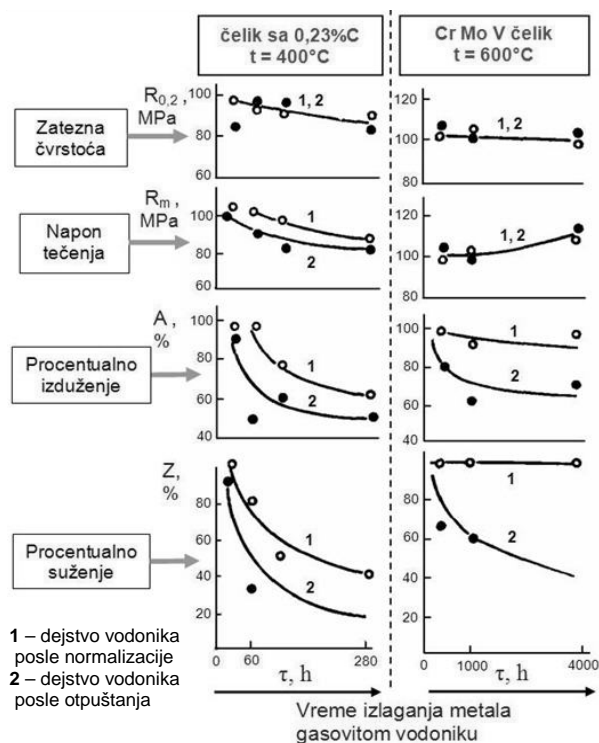 čelik sa 0,23%C
t = 400°C
Cr Mo V čelik
t = 600°C
Zatezna
čvrstoća
R0,2 ,
MPa
100
80
60
1, 2
120
100
80
1, 2
Napon
tečenja
Rm ,
MPa
100
80
60
1
2
120
100
80
1, 2
Procentualno
izduženje
A ,
%
100
80
60
40
1
2
100
80
60
40
1
2
Procentualno
suženje
Z,
%
80
60
40
20
1
2
80
60
40
20
1
2
0 60 280
τ, h
0 1000 4000
τ, h
1 – dejstvo vodonika
posle normalizacije
2 – dejstvo vodonika
posle otpuštanja
Vreme izlaganja metala
gasovitom vodoniku